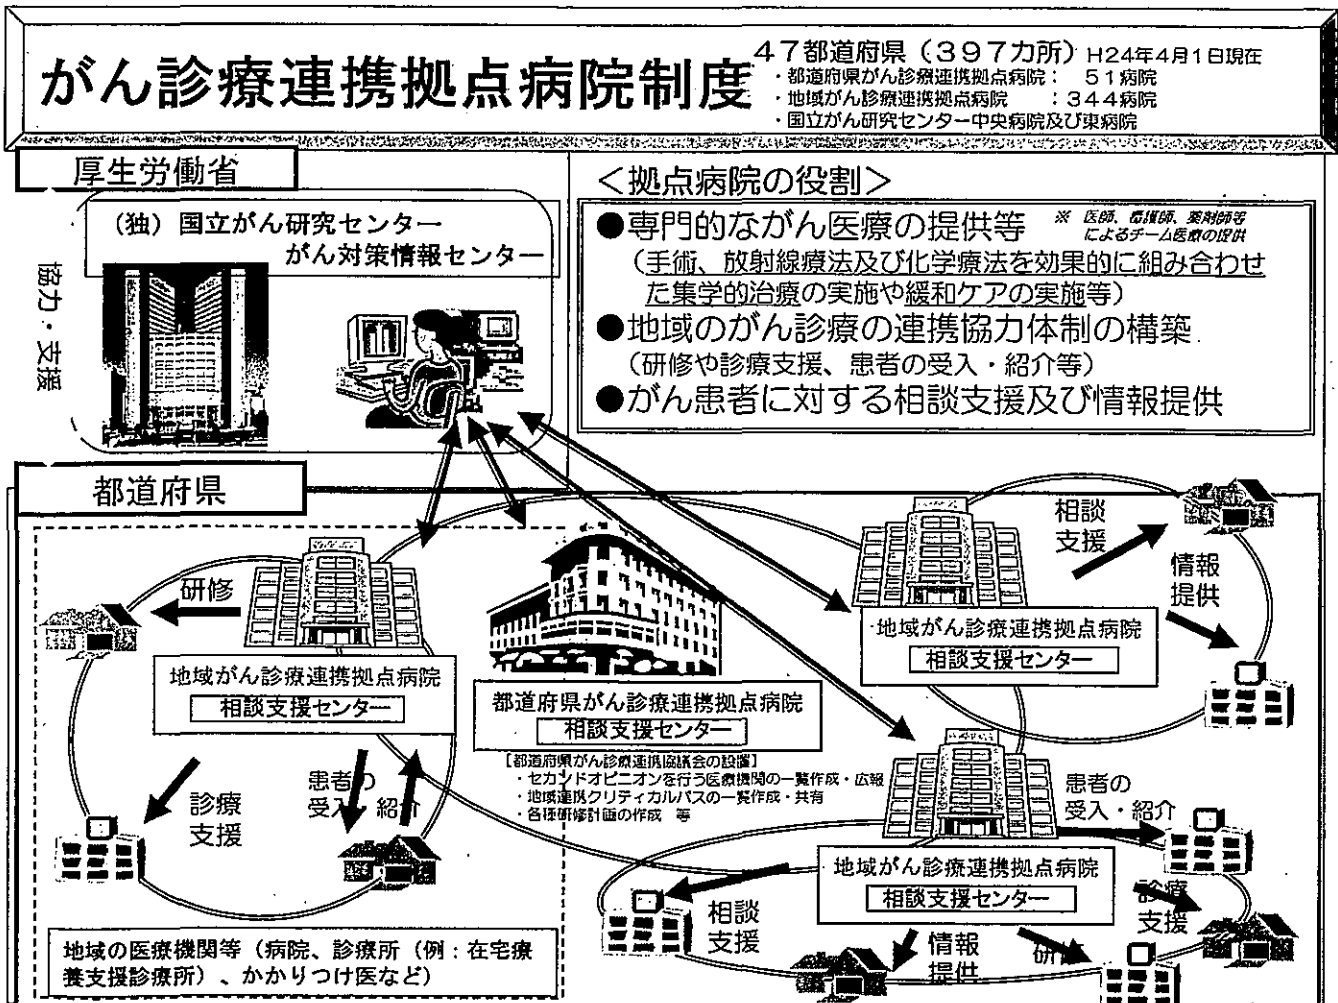 がん診療連携拠点病院制度
47都道府県（397カ所）H24年4月1日現在
・都道府県がん診療連携拠点病院： 51病院
・地域がん診療連携拠点病院 ：344病院
・国立がん研究センター中央病院及び東病院
厚生労働省
（独）国立がん研究センター
がん対策情報センター
協力・支援
＜拠点病院の役割＞
●専門的ながん医療の提供等
※ 医師、看護師、薬剤師等
によるチーム医療の提供
（手術、放射線療法及び化学療法を効果的に組み合わせ
た集学的治療の実施や緩和ケアの実施等）
●地域のがん診療の連携協力体制の構築
（研修や診療支援、患者の受入・紹介等）
●がん患者に対する相談支援及び情報提供
都道府県
研修
地域がん診療連携拠点病院
相談支援センター
診療
支援
患者の
受入・紹介
地域の医療機関等（病院、診療所（例：在宅療
養支援診療所）、かかりつけ医など）
都道府県がん診療連携拠点病院
相談支援センター
［都道府県がん診療連携協議会の設置］
・セカンドオピニオンを行う医療機関の一覧作成・広報
・地域連携クリティカルパスの一覧作成・共有
・各種研修計画の作成 等
相談
支援
情報
提供
地域がん診療連携拠点病院
相談支援センター
患者の
受入・紹介
地域がん診療連携拠点病院
相談支援センター
診療
支援
相談
支援
情報
提供
研修